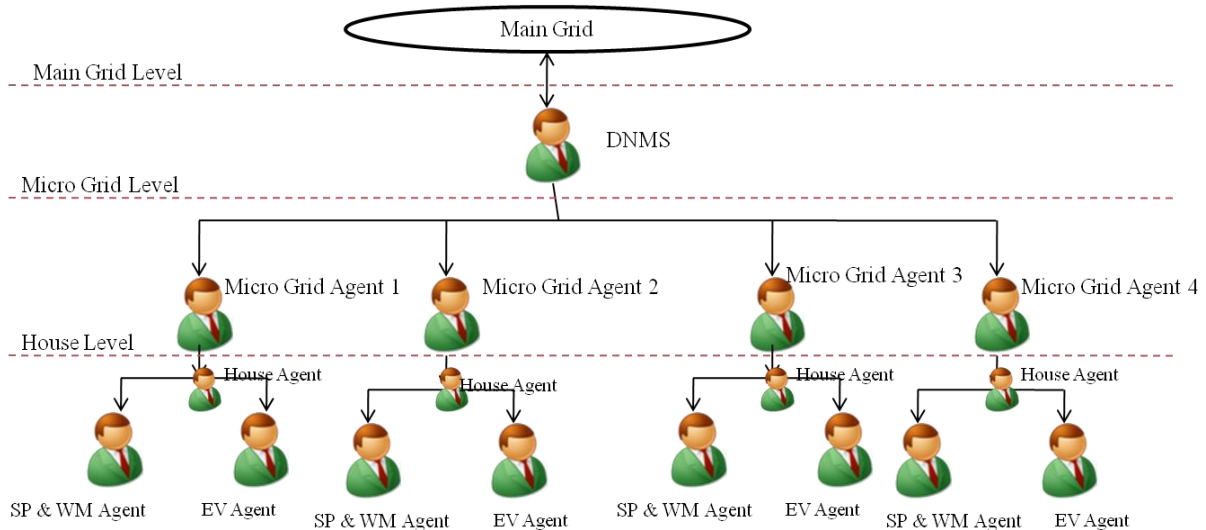 Main Grid
Main Grid Level
DNMS
Micro Grid Level
Micro Grid Agent 1
Micro Grid Agent 2
Micro Grid Agent 3
Micro Grid Agent 4
House Level
House Agent
House Agent
House Agent
House Agent
SP & WM Agent
EV Agent
SP & WM Agent
EV Agent
SP & WM Agent
EV Agent
SP & WM Agent
EV Agent